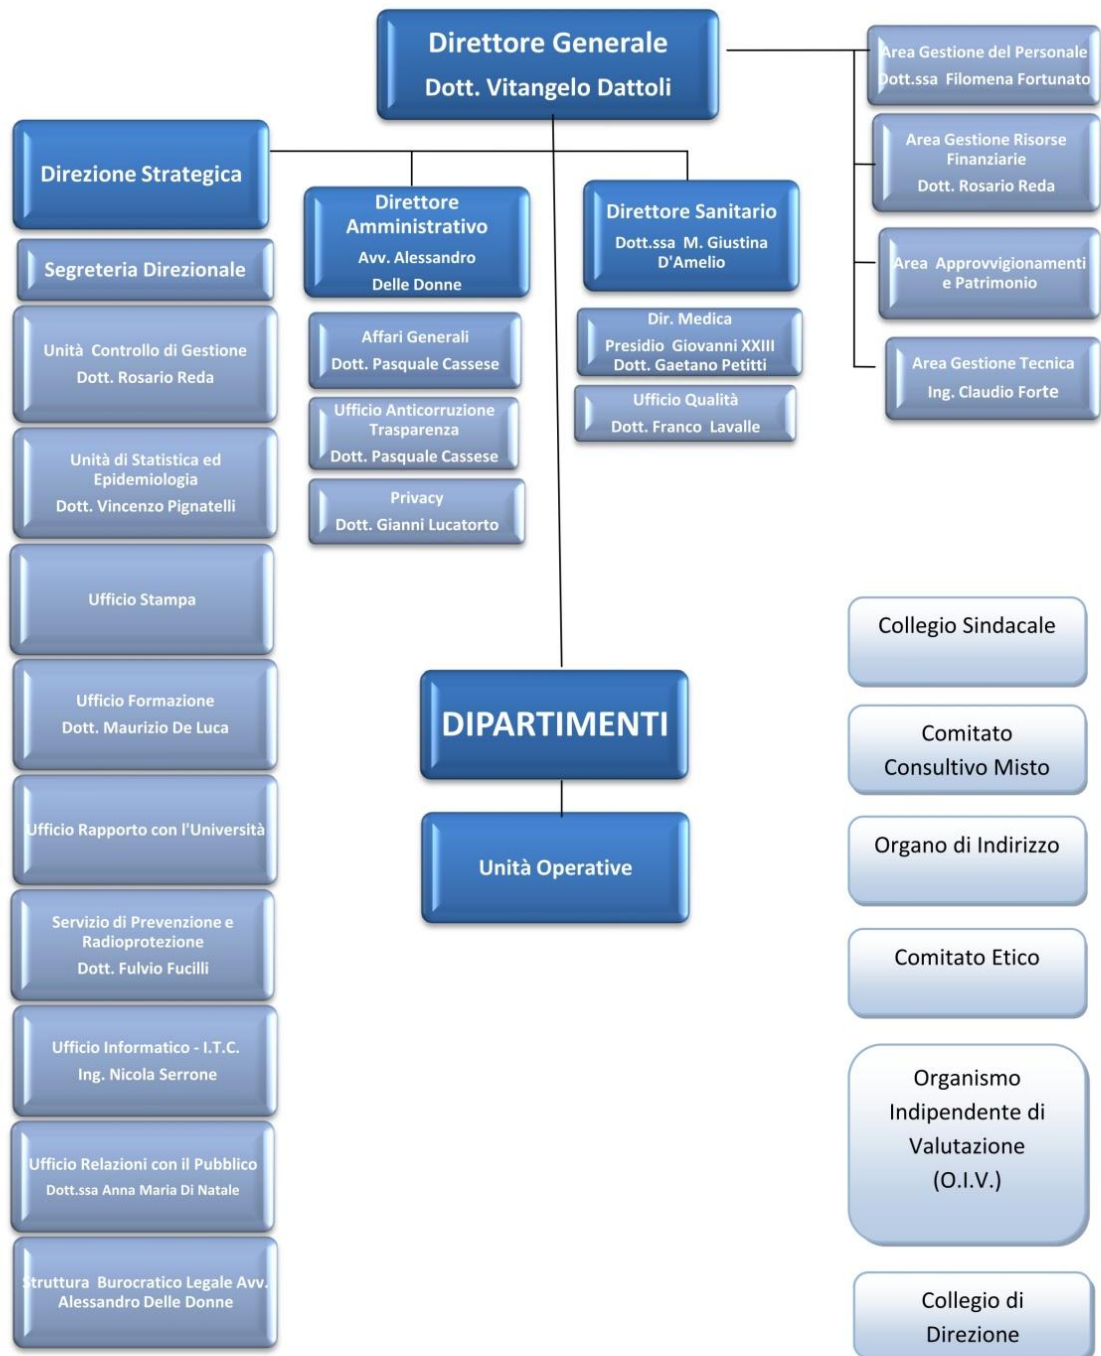 Direttore Generale
Dott. Vitangelo Dattoli
Direzione Strategica
Segreteria Direzionale
Unità Controllo di Gestione
Dott. Rosario Reda
Unità di Statistica ed
Epidemiologia
Dott. Vincenzo Pignatelli
Ufficio Stampa
Ufficio Formazione
Dott. Maurizio De Luca
Ufficio Rapporto con l'Università
Servizio di Prevenzione e
Radioprotezione
Dott. Fulvio Fucilli
Ufficio Informatico - I.T.C.
Ing. Nicola Serrone
Ufficio Relazioni con il Pubblico
Dott.ssa Anna Maria Di Natale
Struttura Burocratico Legale Avv.
Alessandro Delle Donne
Direttore
Amministrativo
Avv. Alessandro
Delle Donne
Affari Generali
Dott. Pasquale Cassese
Ufficio Anticorruzione
Trasparenza
Dott. Pasquale Cassese
Privacy
Dott. Gianni Lucatorto
Direttore Sanitario
Dott.ssa M. Giustina
D'Amelio
Dir. Medica
Presidio Giovanni XXIII
Dott. Gaetano Petitti
Ufficio Qualità
Dott. Franco Lavalle
DIPARTIMENTI
Unità Operative
Area Gestione del Personale
Dott.ssa Filomena Fortunato
Area Gestione Risorse
Finanziarie
Dott. Rosario Reda
Area Approvvigionamenti
e Patrimonio
Area Gestione Tecnica
Ing. Claudio Forte
Collegio Sindacale
Comitato
Consultivo Misto
Organo di Indirizzo
Comitato Etico
Organismo
Indipendente di
Valutazione
(O.I.V.)
Collegio di
Direzione